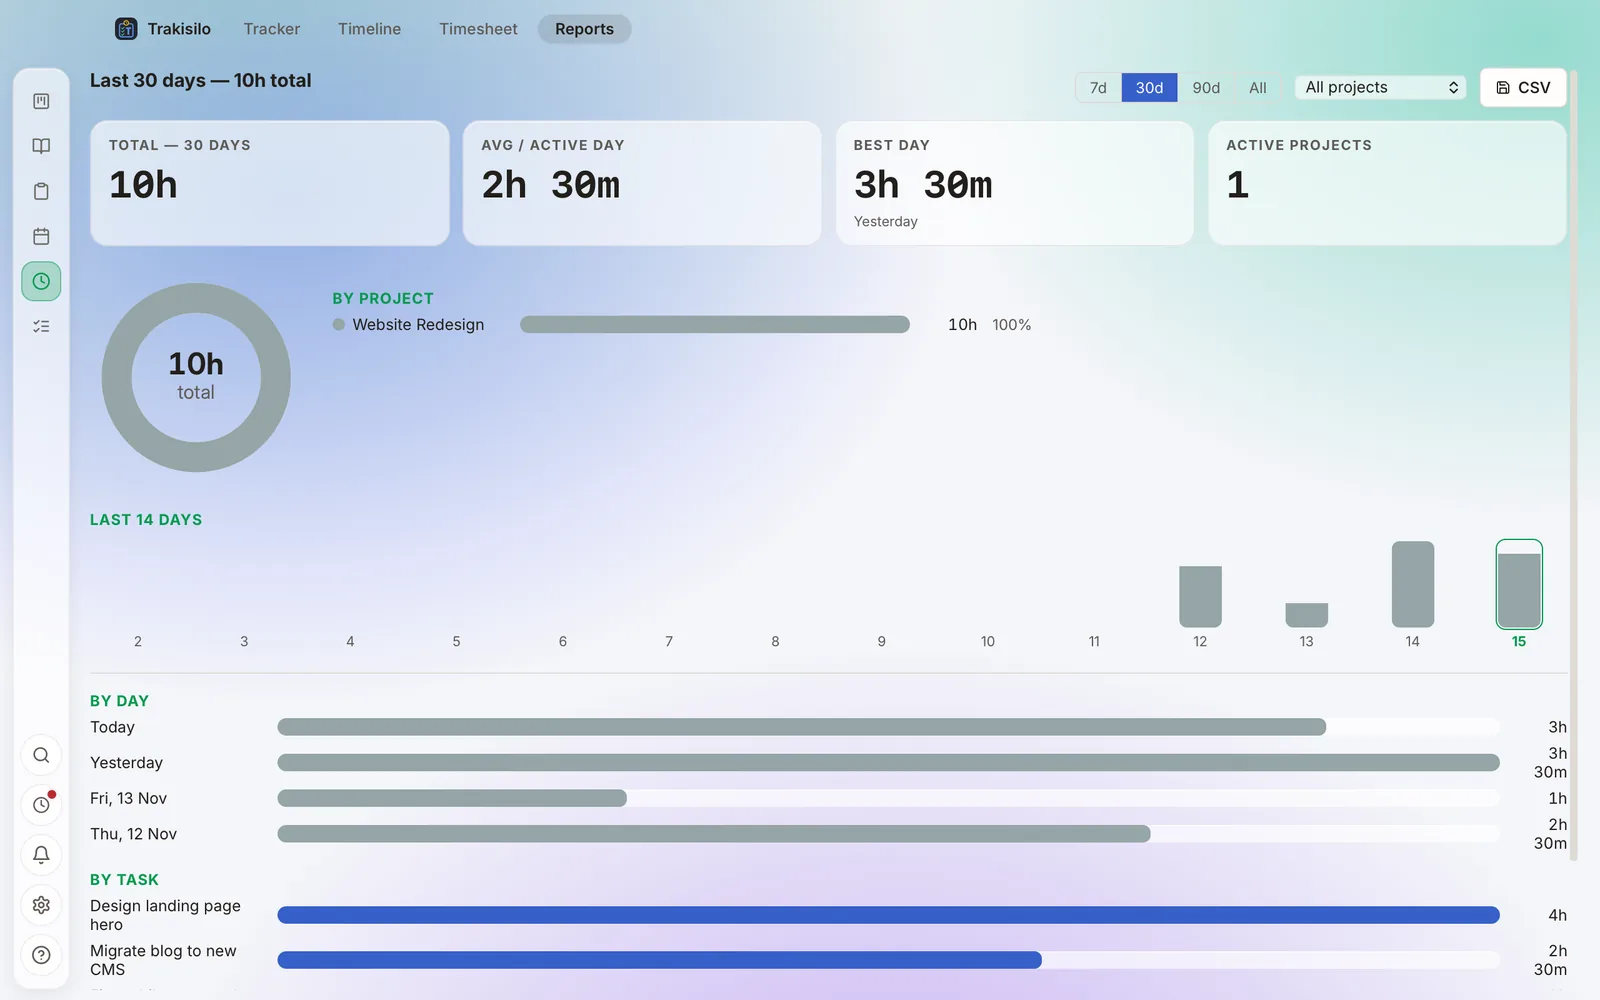 Trakisilo
Tracker
Timeline
Timesheet
Reports
Last 30 days — 10h total
7d
30d
90d
All
All projects
CSV
TOTAL — 30 DAYS
10h
AVG / ACTIVE DAY
2h 30m
BEST DAY
3h 30m
Yesterday
ACTIVE PROJECTS
1
10h
total
BY PROJECT
Website Redesign 10h 100%
LAST 14 DAYS
2 3 4 5 6 7 8 9 10 11 12 13 14 15
BY DAY
Today 3h
Yesterday 3h
30m
Fri, 13 Nov 1h
Thu, 12 Nov 2h
30m
BY TASK
Design landing page
hero
4h
Migrate blog to new
CMS
2h
30m